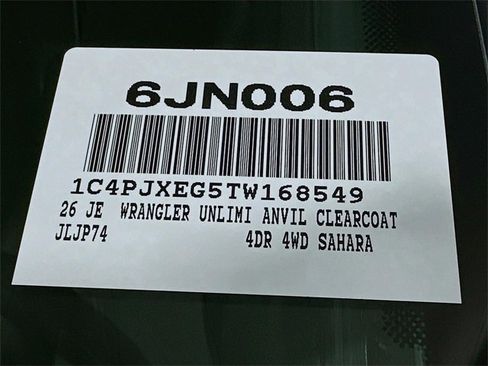 6JN006
1C4PJXEG5TW168549
26 JE WRANGLER UNLIMI ANVIL CLEARCOAT
JLJP74 4DR 4WD SAHARA